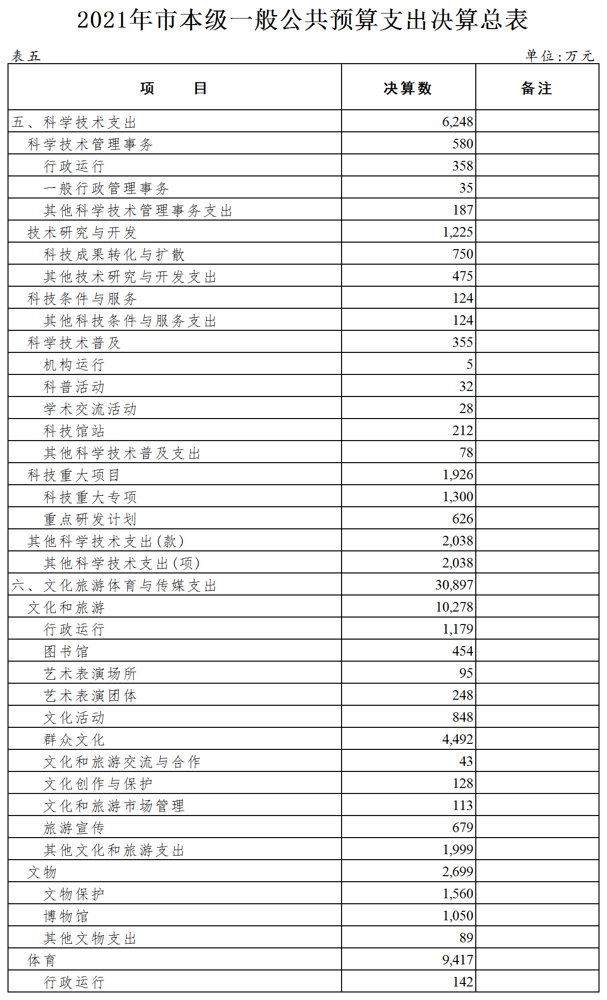 2021年市本级一般公共预算支出决算总表
表五 单位:万元
项 目 决算数 备注
五、科学技术支出 6,248
科学技术管理事务 580
行政运行 358
一般行政管理事务 35
其他科学技术管理事务支出 187
技术研究与开发 1,225
科技成果转化与扩散 750
其他技术研究与开发支出 475
科技条件与服务 124
其他科技条件与服务支出 124
科学技术普及 355
机构运行 5
科普活动 32
学术交流活动 28
科技馆站 212
其他科学技术普及支出 78
科技重大项目 1,926
科技重大专项 1,300
重点研发计划 626
其他科学技术支出(款) 2,038
其他科学技术支出(项) 2,038
六、文化旅游体育与传媒支出 30,897
文化和旅游 10,278
行政运行 1,179
图书馆 454
艺术表演场所 95
艺术表演团体 248
文化活动 848
群众文化 4,492
文化和旅游交流与合作 43
文化创作与保护 128
文化和旅游市场管理 113
旅游宣传 679
其他文化和旅游支出 1,999
文物 2,699
文物保护 1,560
博物馆 1,050
其他文物支出 89
体育 9,417
行政运行 142